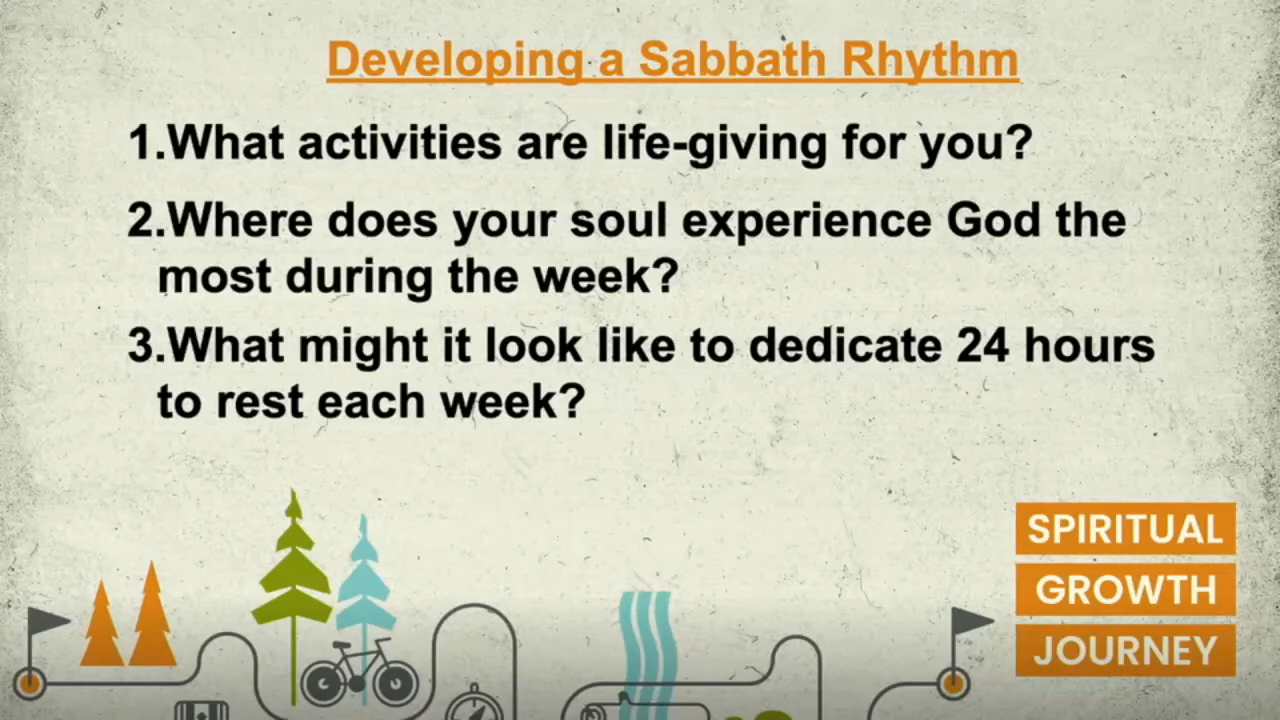 Developing a Sabbath Rhythm
1.What activities are life-giving for you?
2.Where does your soul experience God the
most during the week?
3.What might it look like to dedicate 24 hours
to rest each week?
SPIRITUAL
GROWTH
JOURNEY